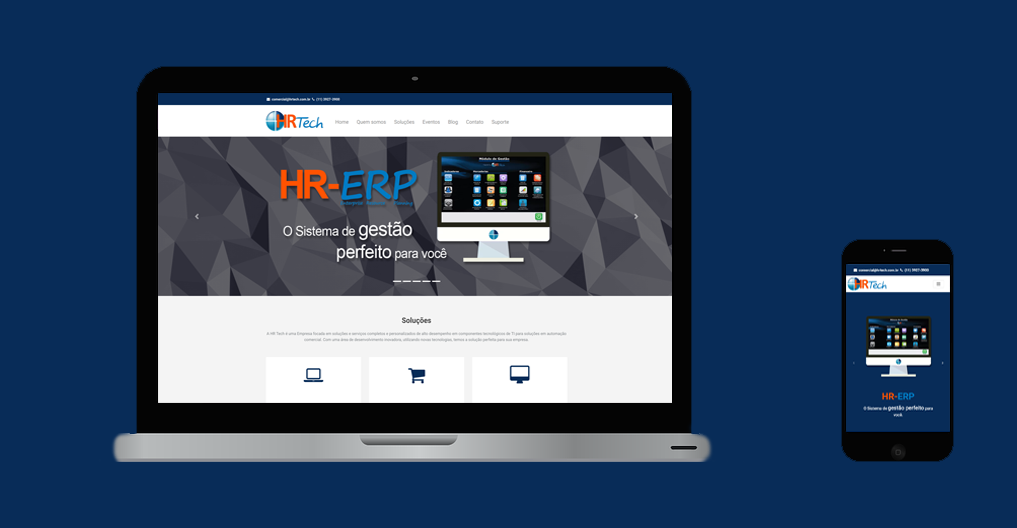 comercial@hrtech.com.br (11) 3927-3900
HRTech
Home Quem somos Soluções Eventos Blog Contato Suporte
HR-ERP
O Sistema de gestão
perfeito para você
Módulo de Gestão
Soluções
A HR Tech é uma Empresa focada em soluções e serviços completos e personalizados de alto desempenho em componentes tecnológicos de TI para soluções em automação
comercial. Com uma área de desenvolvimento inovadora, utilizando novas tecnologias, temos a solução perfeita para sua empresa.
comercial@hrtech.com.br (11) 3927-3900
HRTech
HR-ERP
O Sistema de gestão perfeito para
você.